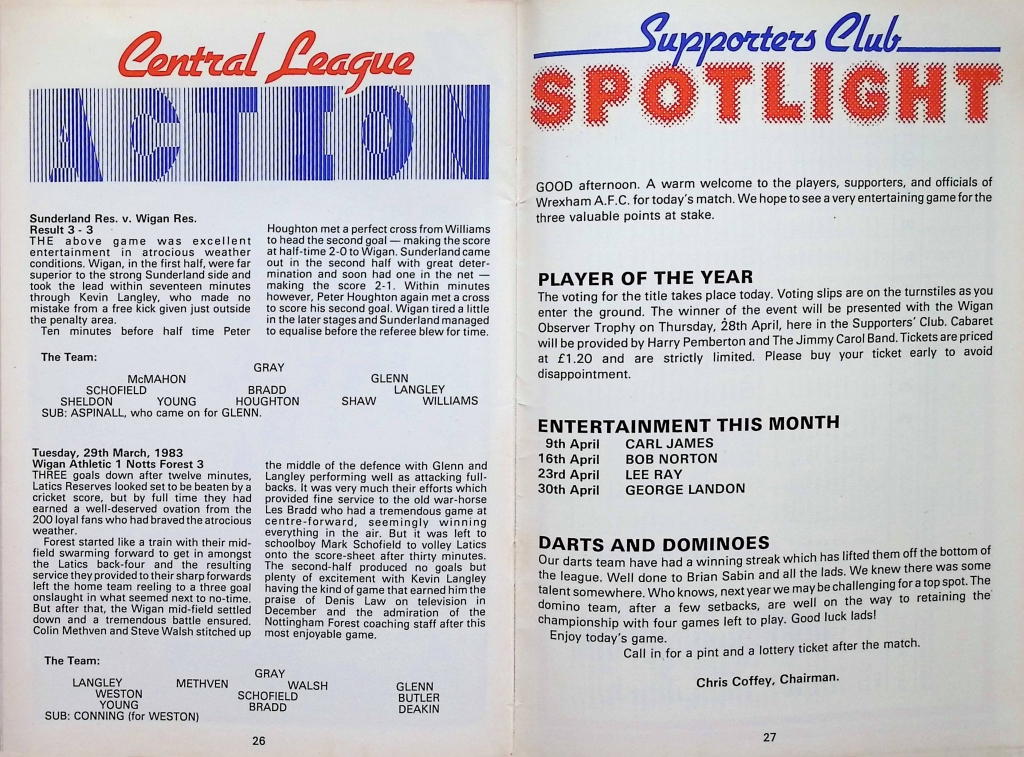 Central League
ACTION
Sunderland Res. v. Wigan Res.
Result 3 - 3
THE above game was excellent
entertainment in atrocious weather
conditions. Wigan, in the first half, were far
superior to the strong Sunderland side and
took the lead within seventeen minutes
through Kevin Langley, who made no
mistake from a free kick given just outside
the penalty area.
Ten minutes before half time Peter
Houghton met a perfect cross from Williams
to head the second goal — making the score
at half-time 2-0 to Wigan. Sunderland came
out in the second half with great deter-
mination and soon had one in the net —
making the score 2-1. Within minutes
however, Peter Houghton again met a cross
to score his second goal. Wigan tired a little
in the later stages and Sunderland managed
to equalise before the referee blew for time.
The Team:
GRAY
McMAHON GLENN
SCHOFIELD BRADD LANGLEY
SHELDON YOUNG HOUGHTON SHAW WILLIAMS
SUB: ASPINALL, who came on for GLENN.
Tuesday, 29th March, 1983
Wigan Athletic 1 Notts Forest 3
THREE goals down after twelve minutes,
Latics Reserves looked set to be beaten by a
cricket score, but by full time they had
earned a well-deserved ovation from the
200 loyal fans who had braved the atrocious
weather.
Forest started like a train with their mid-
field swarming forward to get in amongst
the Latics back-four and the resulting
service they provided to their sharp forwards
left the home team reeling to a three goal
onslaught in what seemed next to no-time.
But after that, the Wigan mid-field settled
down and a tremendous battle ensured.
Colin Methven and Steve Walsh stitched up
the middle of the defence with Glenn and
Langley performing well as attacking full-
backs. It was very much their efforts which
provided fine service to the old war-horse
Les Bradd who had a tremendous game at
centre-forward, seemingly winning
everything in the air. But it was left to
schoolboy Mark Schofield to volley Latics
onto the score-sheet after thirty minutes.
The second-half produced no goals but
plenty of excitement with Kevin Langley
having the kind of game that earned him the
praise of Denis Law on television in
December and the admiration of the
Nottingham Forest coaching staff after this
most enjoyable game.
The Team:
GRAY
LANGLEY METHVEN WALSH GLENN
WESTON SCHOFIELD BUTLER
YOUNG BRADD DEAKIN
SUB: CONNING (for WESTON)
26
Supporters Club
SPOTLIGHT
GOOD afternoon. A warm welcome to the players, supporters, and officials of
Wrexham A.F.C. for today's match. We hope to see a very entertaining game for the
three valuable points at stake.
PLAYER OF THE YEAR
The voting for the title takes place today. Voting slips are on the turnstiles as you
enter the ground. The winner of the event will be presented with the Wigan
Observer Trophy on Thursday, 28th April, here in the Supporters' Club. Cabaret
will be provided by Harry Pemberton and The Jimmy Carol Band. Tickets are priced
at £1.20 and are strictly limited. Please buy your ticket early to avoid
disappointment.
ENTERTAINMENT THIS MONTH
9th April CARL JAMES
16th April BOB NORTON
23rd April LEE RAY
30th April GEORGE LANDON
DARTS AND DOMINOES
Our darts team have had a winning streak which has lifted them off the bottom of
the league. Well done to Brian Sabin and all the lads. We knew there was some
talent somewhere. Who knows, next year we may be challenging for a top spot. The
domino team, after a few setbacks, are well on the way to retaining the
championship with four games left to play. Good luck lads!
Enjoy today's game.
Call in for a pint and a lottery ticket after the match.
Chris Coffey, Chairman.
27